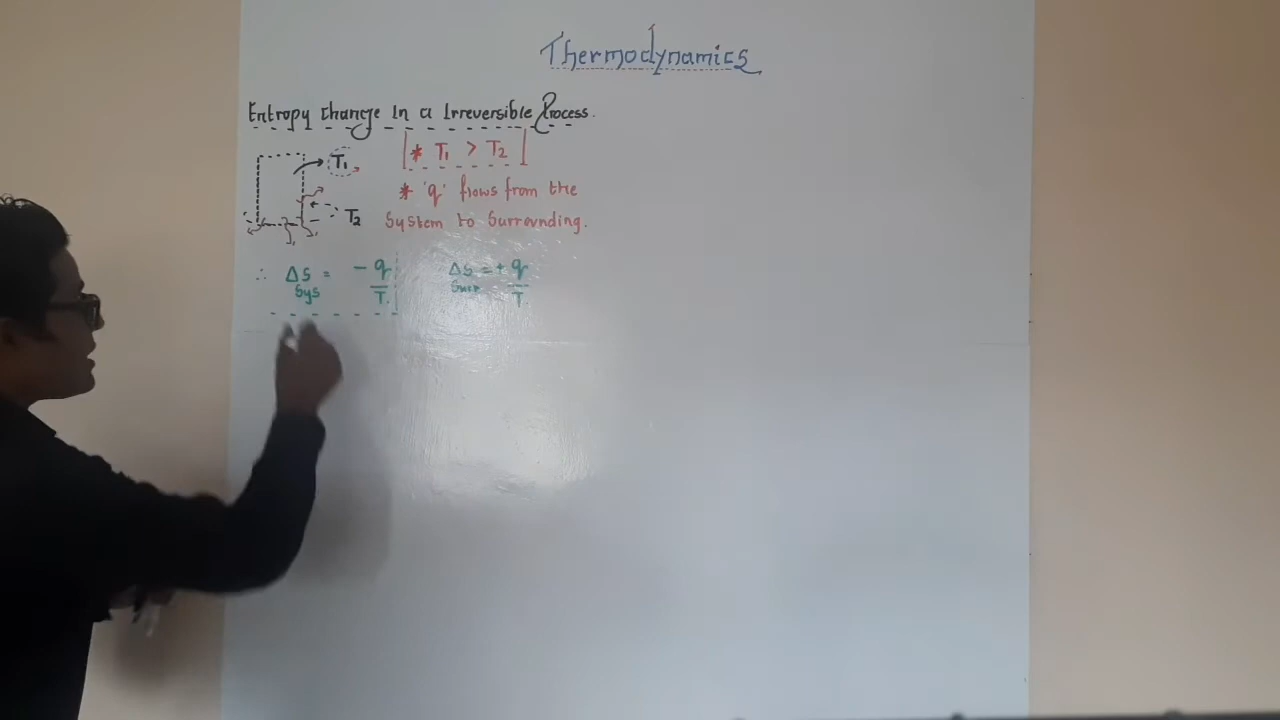 Thermodynamics
Entropy change In a Irreversible Process.
T₁
* T₁ > T₂
* 'q' flows from the
System to Surrounding.
T₂
∴ ΔS = -q/T.
Sys
ΔS = + q/T.
Surr